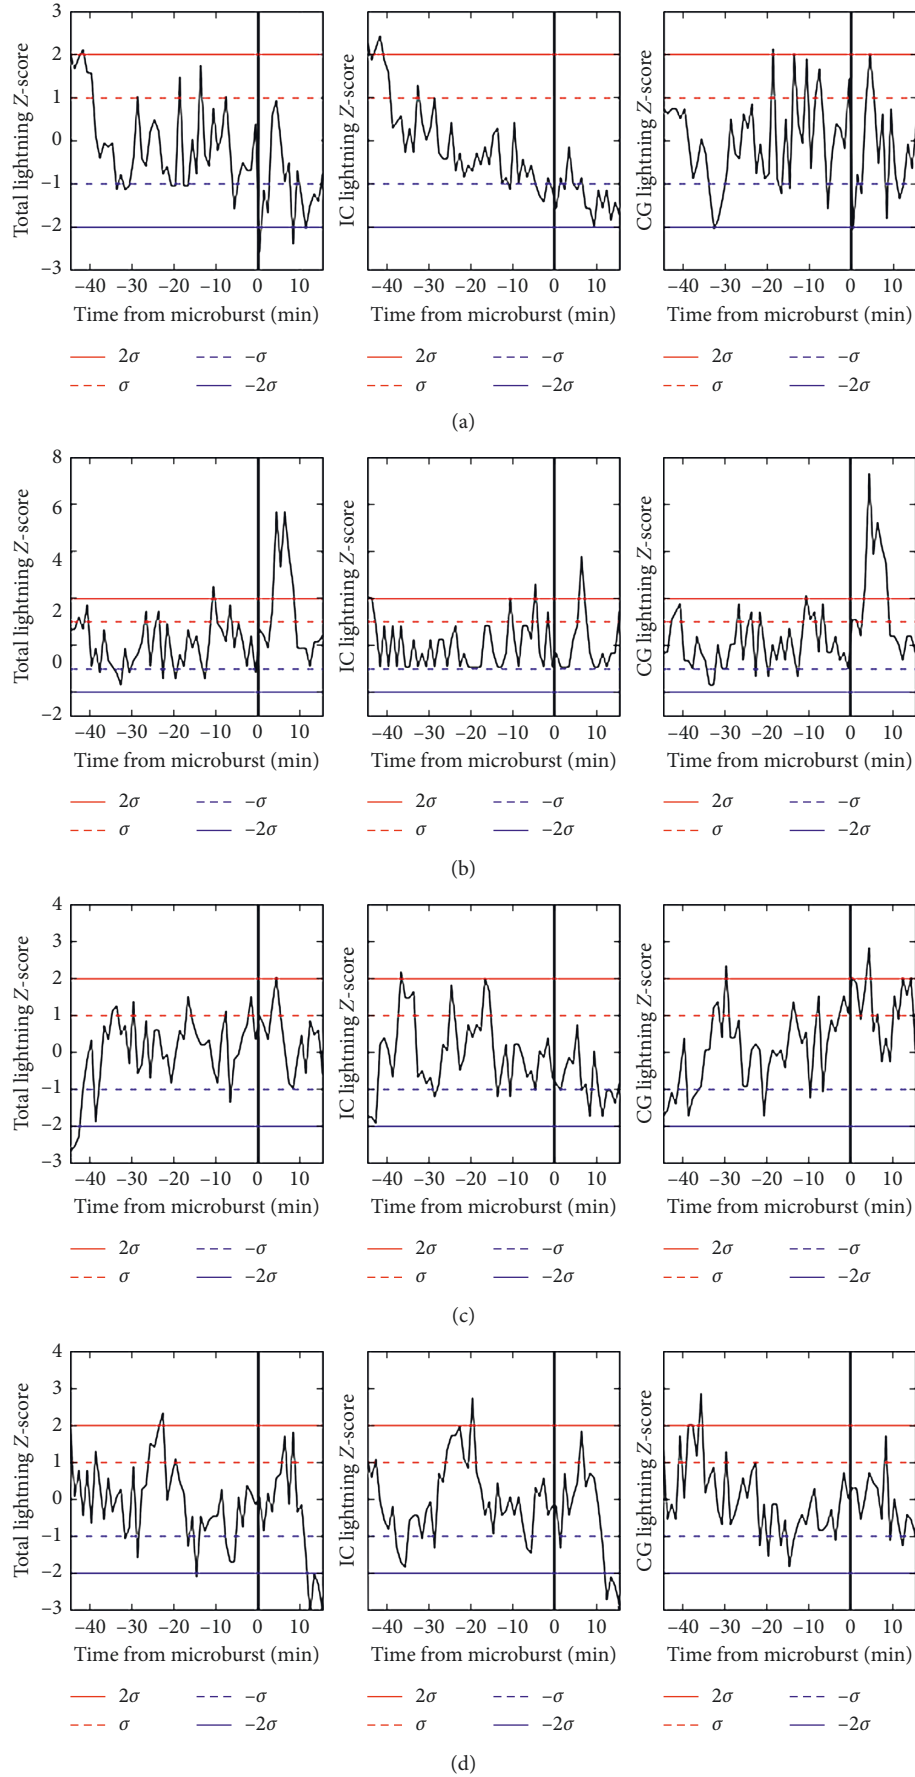 3
2
1
0
–1
–2
–3
Total lightning Z-score
IC lightning Z-score
CG lightning Z-score
–40 –30 –20 –10 0 10
–40 –30 –20 –10 0 10
–40 –30 –20 –10 0 10
Time from microburst (min)
Time from microburst (min)
Time from microburst (min)
2σ –σ
σ –2σ
2σ –σ
σ –2σ
2σ –σ
σ –2σ
(a)
8
6
4
2
0
–2
Total lightning Z-score
IC lightning Z-score
CG lightning Z-score
–40 –30 –20 –10 0 10
–40 –30 –20 –10 0 10
–40 –30 –20 –10 0 10
Time from microburst (min)
Time from microburst (min)
Time from microburst (min)
2σ –σ
σ –2σ
2σ –σ
σ –2σ
2σ –σ
σ –2σ
(b)
4
3
2
1
0
–1
–2
–3
Total lightning Z-score
IC lightning Z-score
CG lightning Z-score
–40 –30 –20 –10 0 10
–40 –30 –20 –10 0 10
–40 –30 –20 –10 0 10
Time from microburst (min)
Time from microburst (min)
Time from microburst (min)
2σ –σ
σ –2σ
2σ –σ
σ –2σ
2σ –σ
σ –2σ
(c)
4
3
2
1
0
–1
–2
–3
Total lightning Z-score
IC lightning Z-score
CG lightning Z-score
–40 –30 –20 –10 0 10
–40 –30 –20 –10 0 10
–40 –30 –20 –10 0 10
Time from microburst (min)
Time from microburst (min)
Time from microburst (min)
2σ –σ
σ –2σ
2σ –σ
σ –2σ
2σ –σ
σ –2σ
(d)